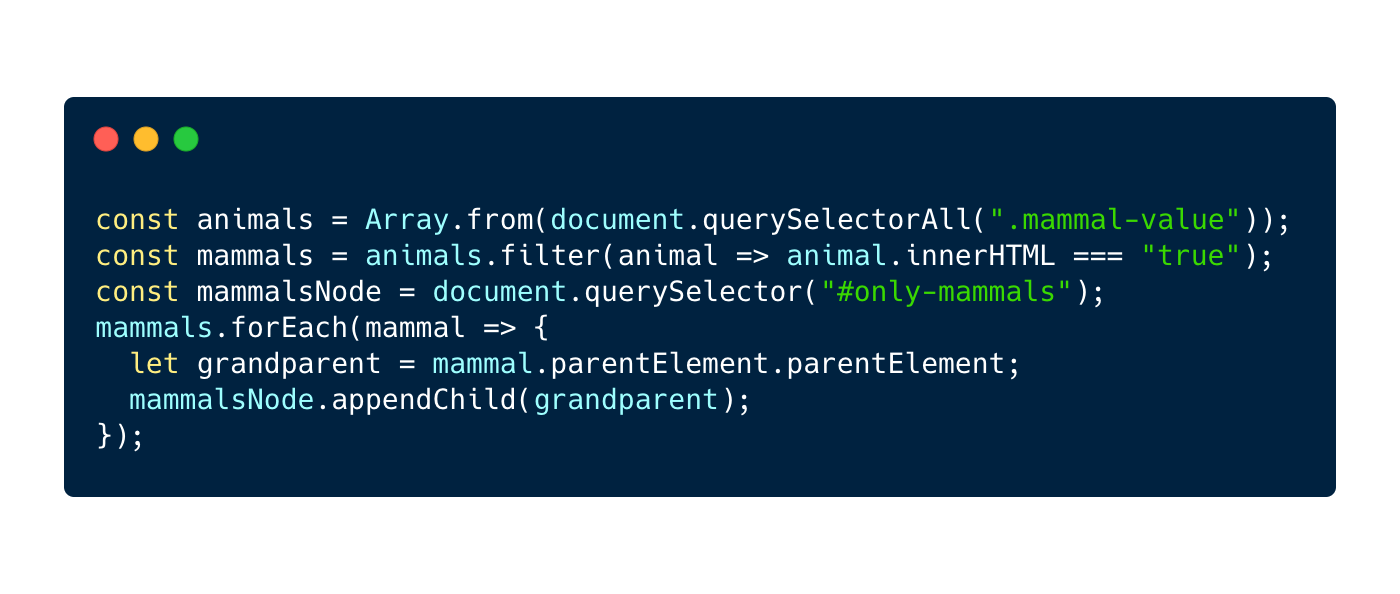 const animals = Array.from(document.querySelectorAll(".mammal-value"));
const mammals = animals.filter(animal => animal.innerHTML === "true");
const mammalsNode = document.querySelector("#only-mammals");
mammals.forEach(mammal => {
  let grandparent = mammal.parentElement.parentElement;
  mammalsNode.appendChild(grandparent);
});